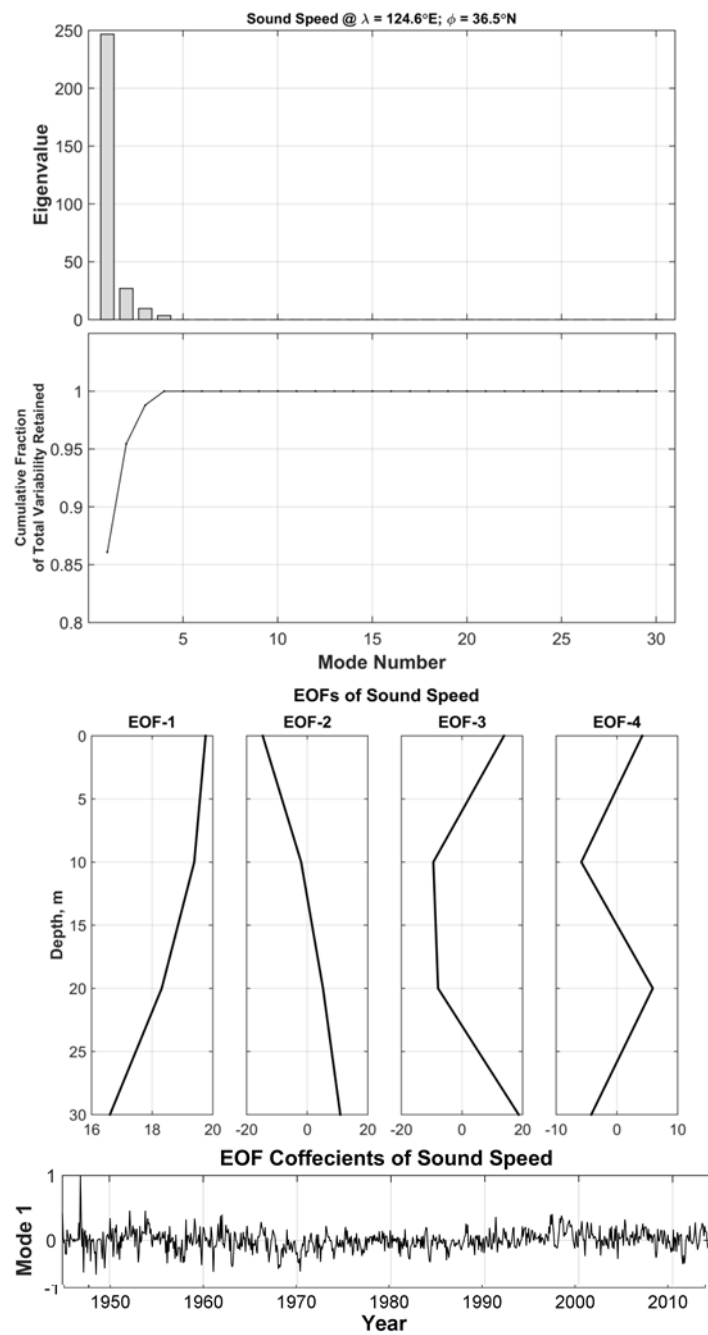 Sound Speed @ λ = 124.6°E; ϕ = 36.5°N
250
200
150
100
50
0
Eigenvalue
1
0.95
0.9
0.85
0.8
Cumulative Fraction
of Total Variability Retained
5 10 15 20 25 30
Mode Number
EOFs of Sound Speed
EOF-1 EOF-2 EOF-3 EOF-4
0
5
10
15
20
25
30
Depth, m
16 18 20 -20 0 20 -20 0 20 -10 0 10
EOF Coffecients of Sound Speed
1
0
-1
Mode 1
1950 1960 1970 1980 1990 2000 2010
Year